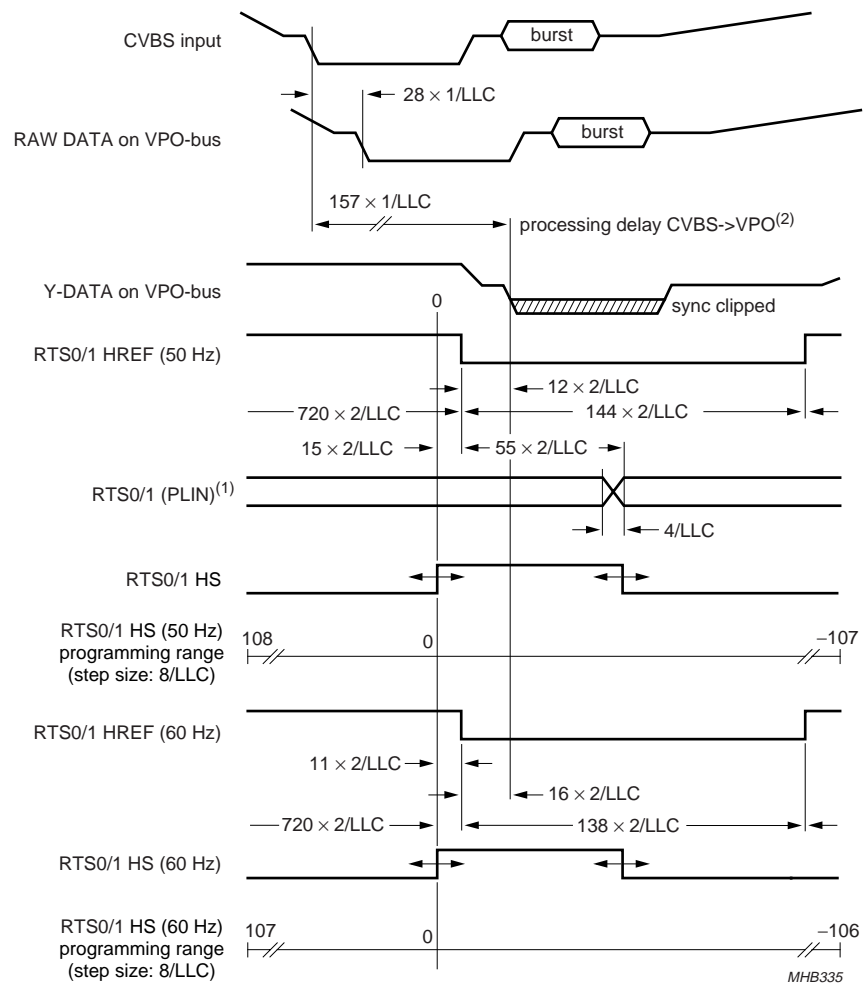 CVBS input
burst
28 × 1/LLC
RAW DATA on VPO-bus
burst
157 × 1/LLC
processing delay CVBS->VPO(2)
Y-DATA on VPO-bus
0
sync clipped
RTS0/1 HREF (50 Hz)
12 × 2/LLC
720 × 2/LLC
144 × 2/LLC
15 × 2/LLC
55 × 2/LLC
RTS0/1 (PLIN)(1)
4/LLC
RTS0/1 HS
RTS0/1 HS (50 Hz)
programming range
(step size: 8/LLC)
108
0
−107
RTS0/1 HREF (60 Hz)
11 × 2/LLC
16 × 2/LLC
720 × 2/LLC
138 × 2/LLC
RTS0/1 HS (60 Hz)
RTS0/1 HS (60 Hz)
programming range
(step size: 8/LLC)
107
0
−106
MHB335